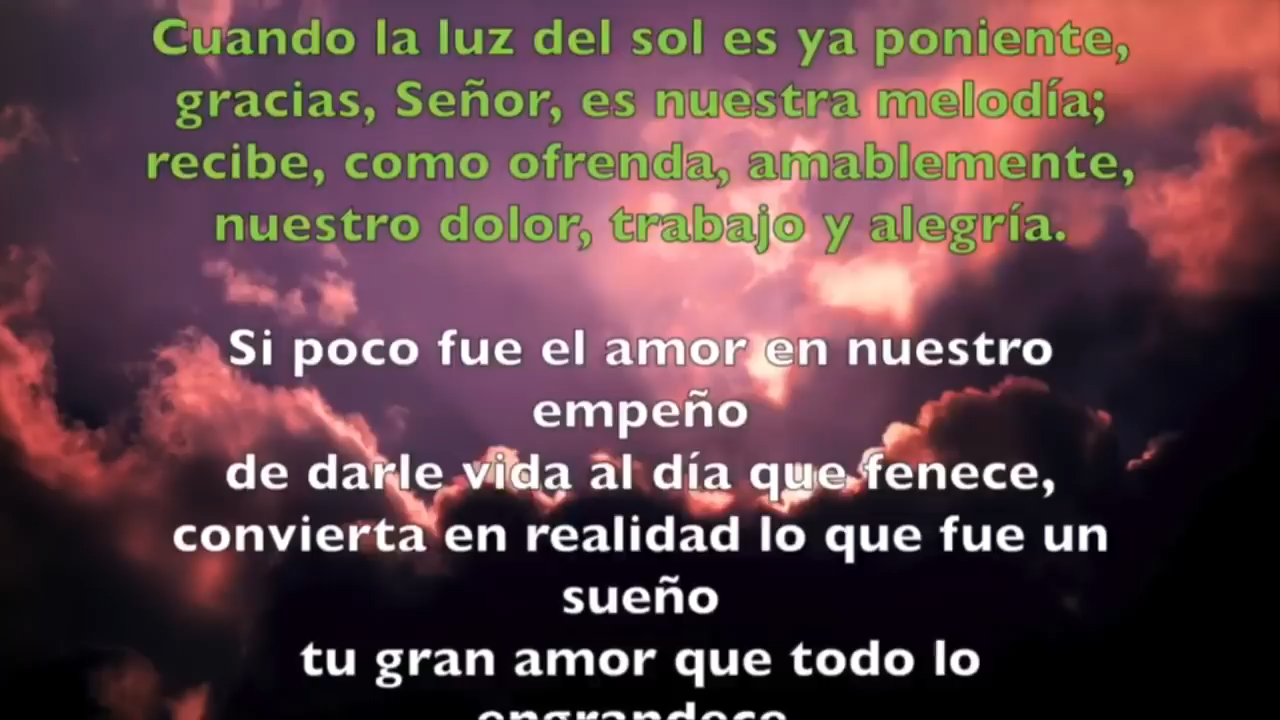 Cuando la luz del sol es ya poniente,
gracias, Señor, es nuestra melodía;
recibe, como ofrenda, amablemente,
nuestro dolor, trabajo y alegría.
Si poco fue el amor en nuestro
empeño
de darle vida al día que fenece,
convierta en realidad lo que fue un
sueño
tu gran amor que todo lo
engrandece.